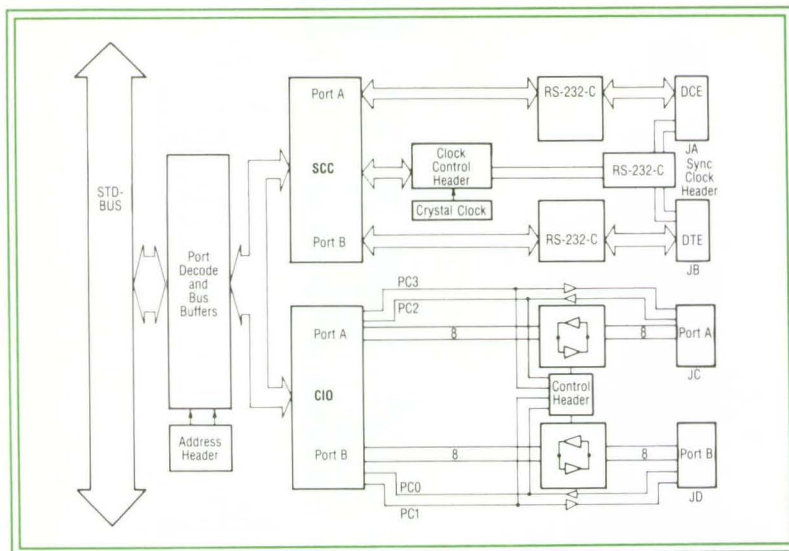 STD-
BUS
Port
Decode
and
Bus
Buffers
Address
Header
Port A
SCC
Port B
Clock
Control
Header
Crystal Clock
RS-232-C
DCE
JA
Sync
Clock
Header
RS-232-C
RS-232-C
DTE
JB
PC3
PC2
Port A
8
8
Port A
JC
CIO
Control
Header
Port B
8
8
Port B
JD
PC0
PC1